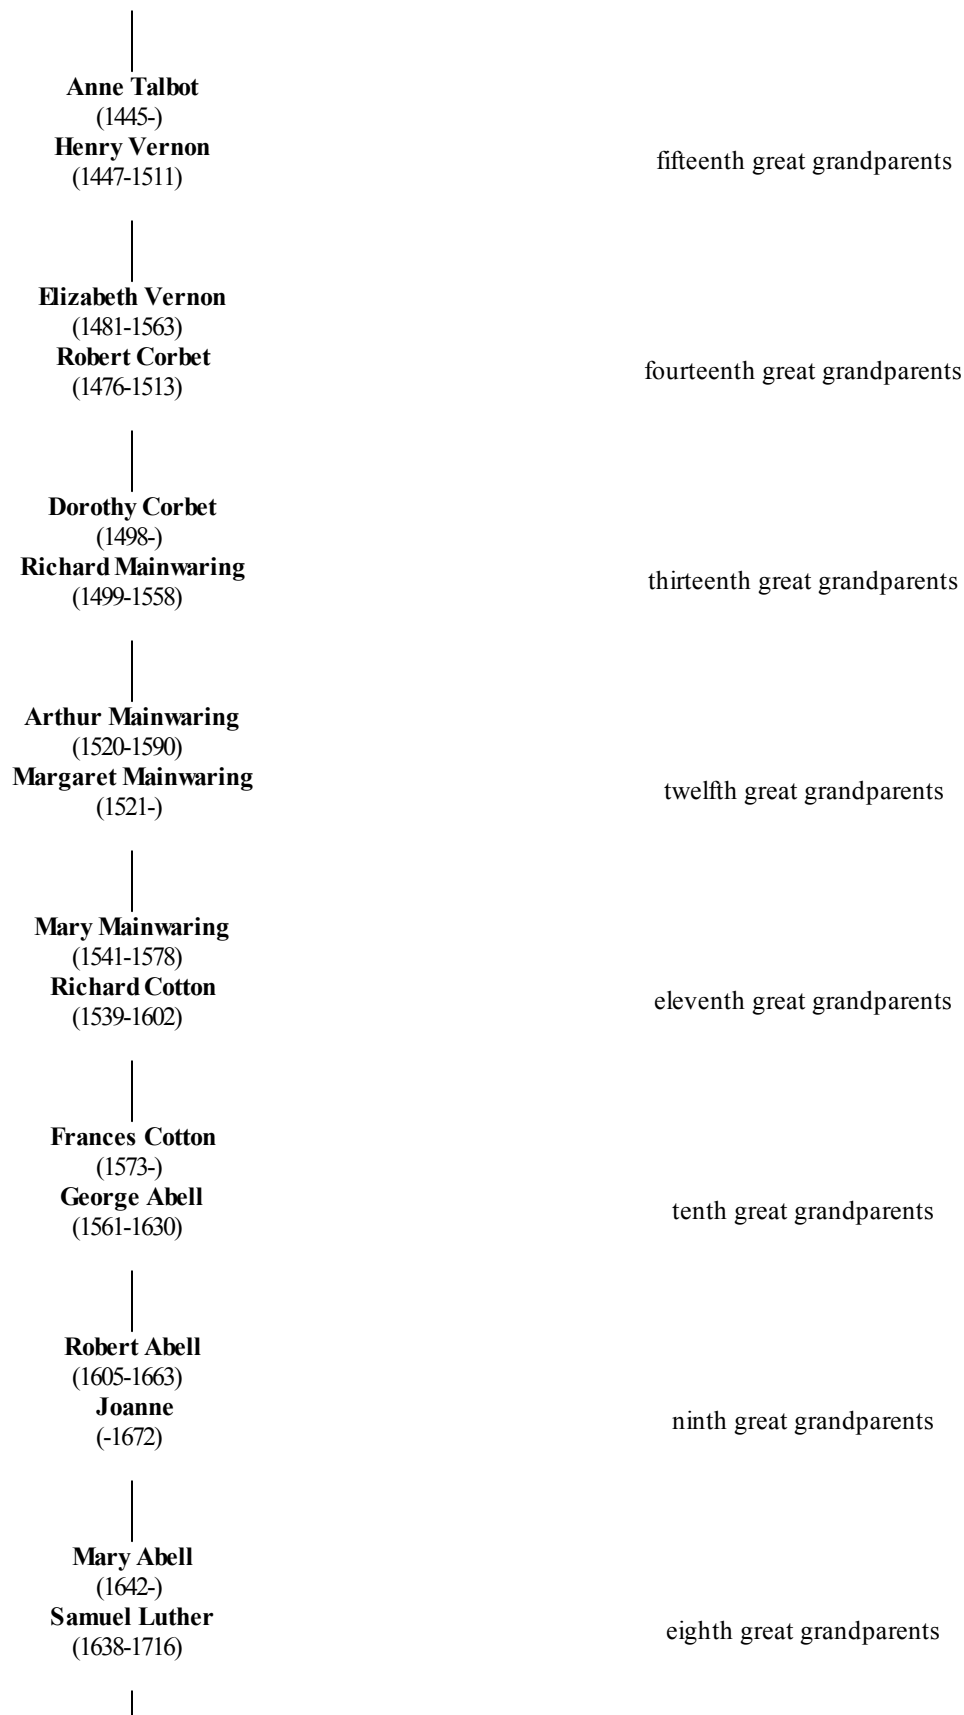 Anne Talbot
(1445-)
Henry Vernon
(1447-1511)
fifteenth great grandparents
Elizabeth Vernon
(1481-1563)
Robert Corbet
(1476-1513)
fourteenth great grandparents
Dorothy Corbet
(1498-)
Richard Mainwaring
(1499-1558)
thirteenth great grandparents
Arthur Mainwaring
(1520-1590)
Margaret Mainwaring
(1521-)
twelfth great grandparents
Mary Mainwaring
(1541-1578)
Richard Cotton
(1539-1602)
eleventh great grandparents
Frances Cotton
(1573-)
George Abell
(1561-1630)
tenth great grandparents
Robert Abell
(1605-1663)
Joanne
(-1672)
ninth great grandparents
Mary Abell
(1642-)
Samuel Luther
(1638-1716)
eighth great grandparents